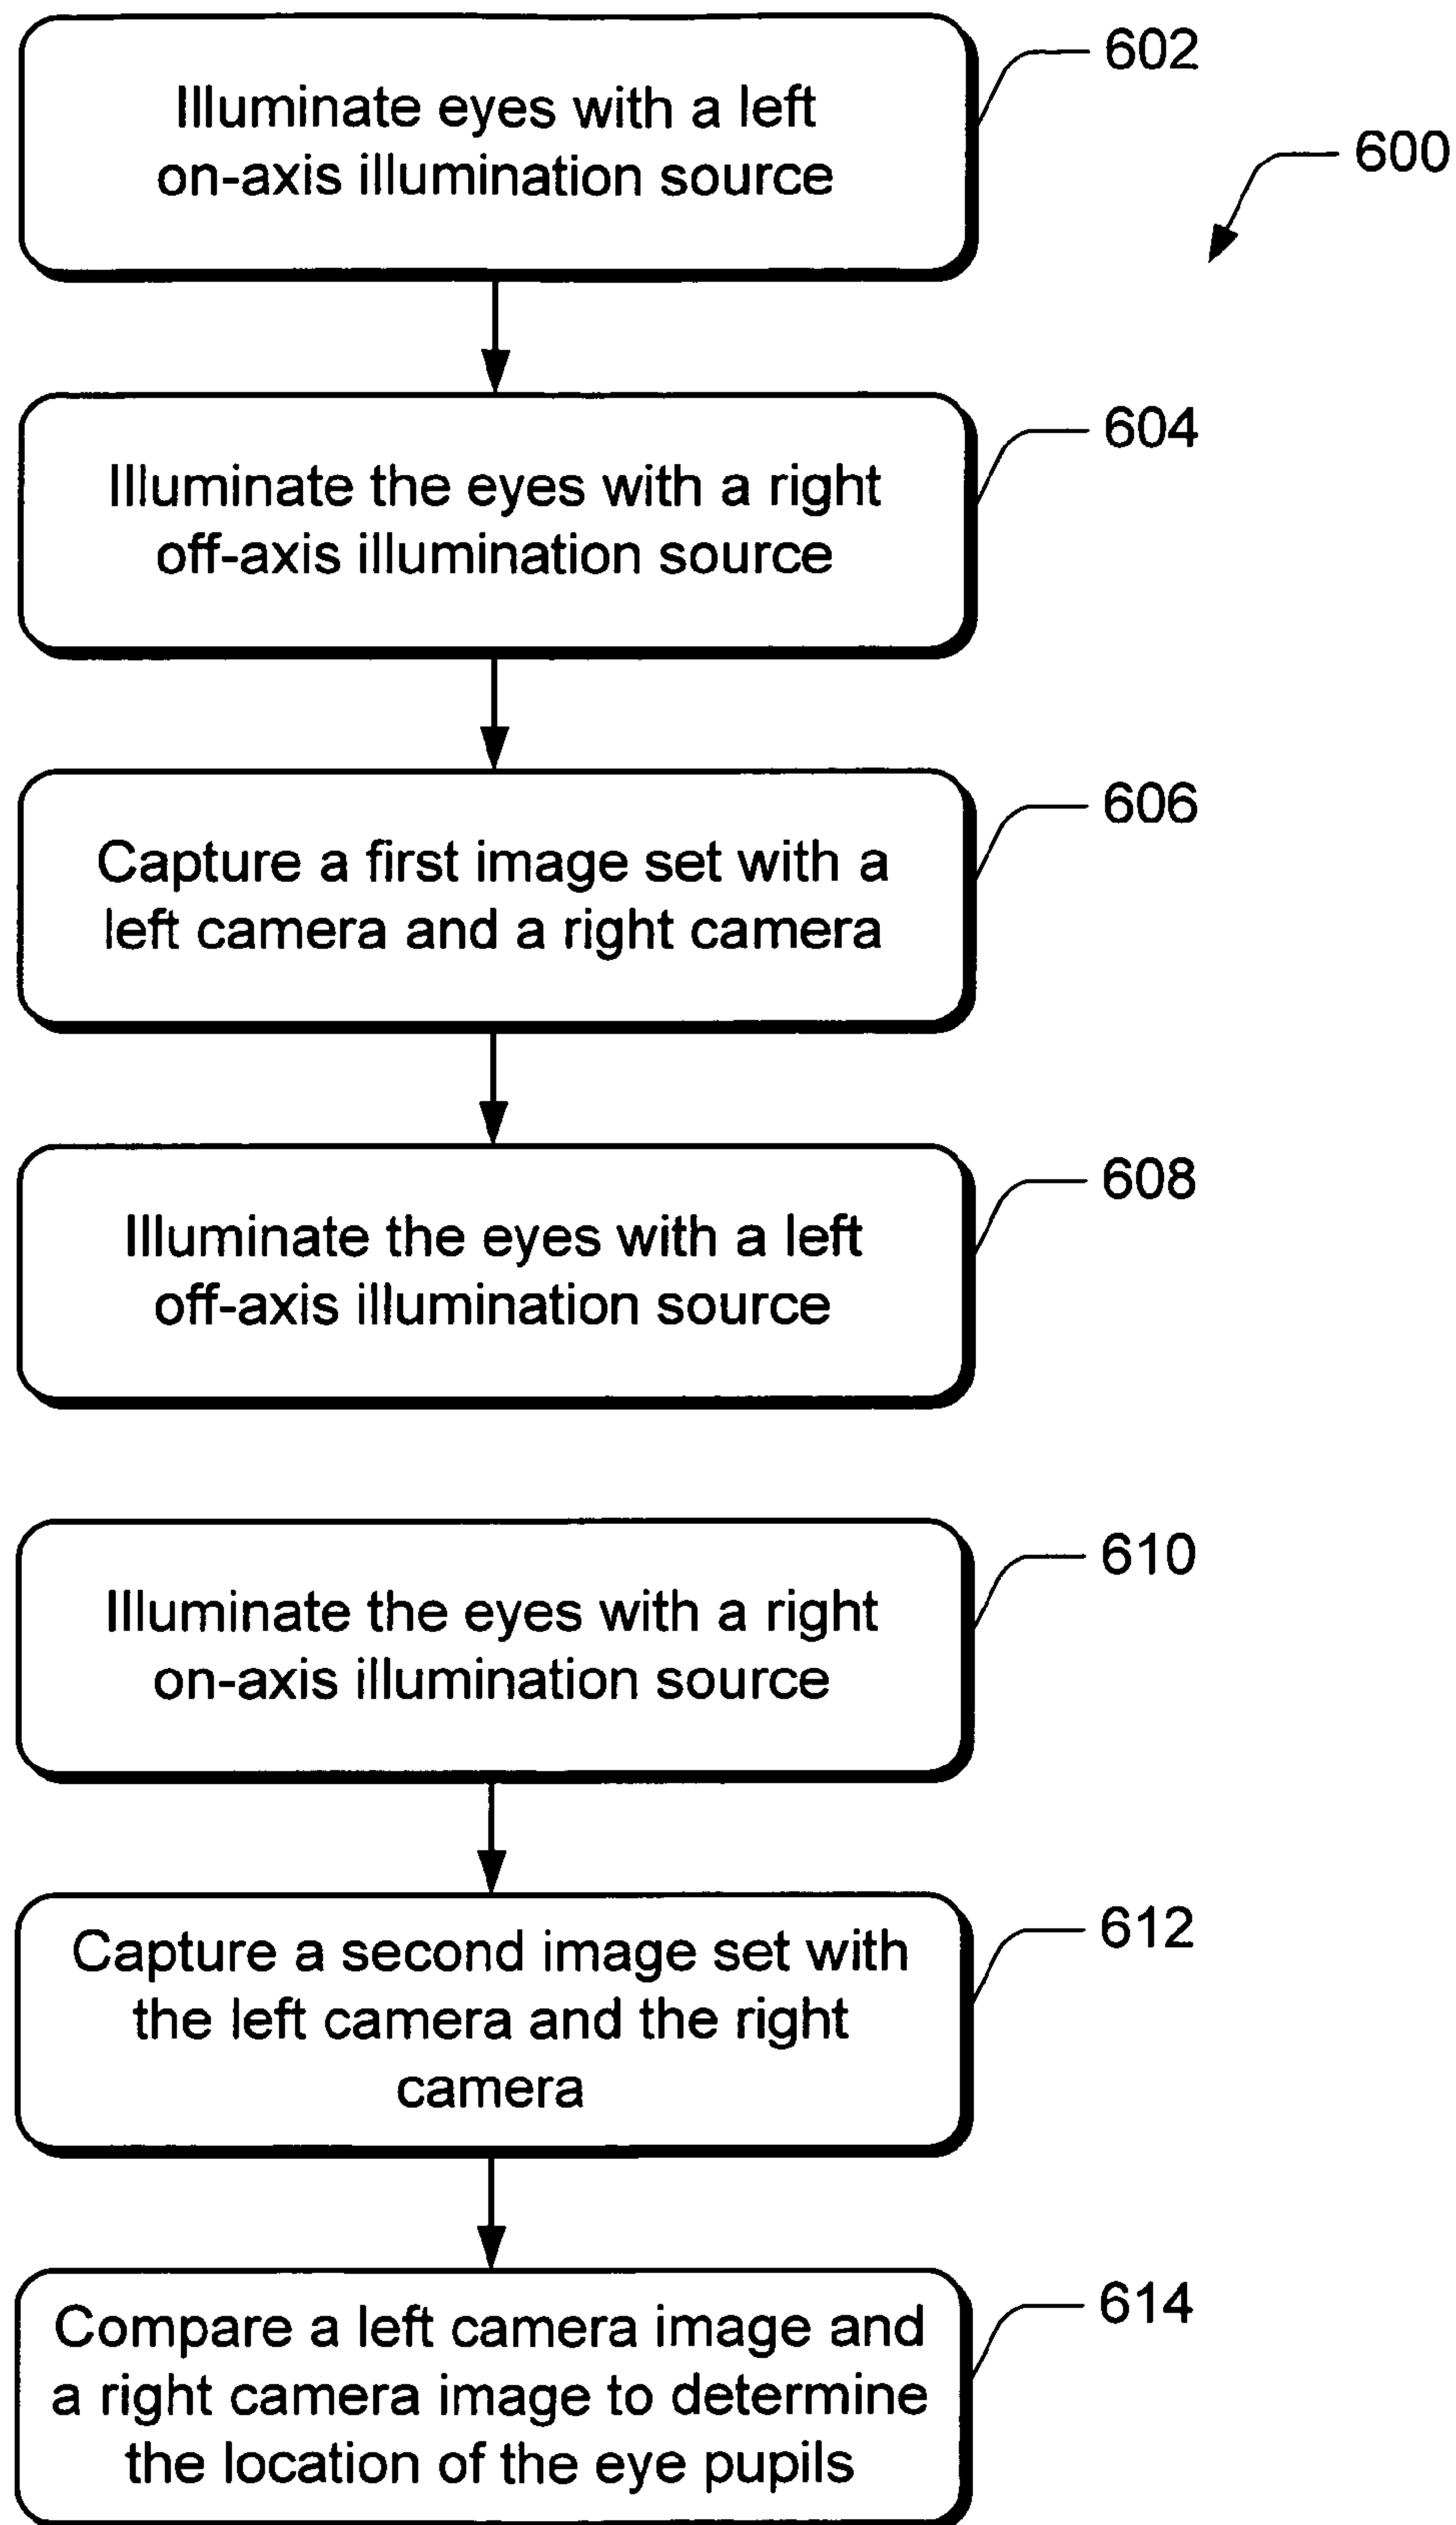 Illuminate eyes with a left
on-axis illumination source
602
600
Illuminate the eyes with a right
off-axis illumination source
604
Capture a first image set with a
left camera and a right camera
606
Illuminate the eyes with a left
off-axis illumination source
608
Illuminate the eyes with a right
on-axis illumination source
610
Capture a second image set with
the left camera and the right
camera
612
Compare a left camera image and
a right camera image to determine
the location of the eye pupils
614